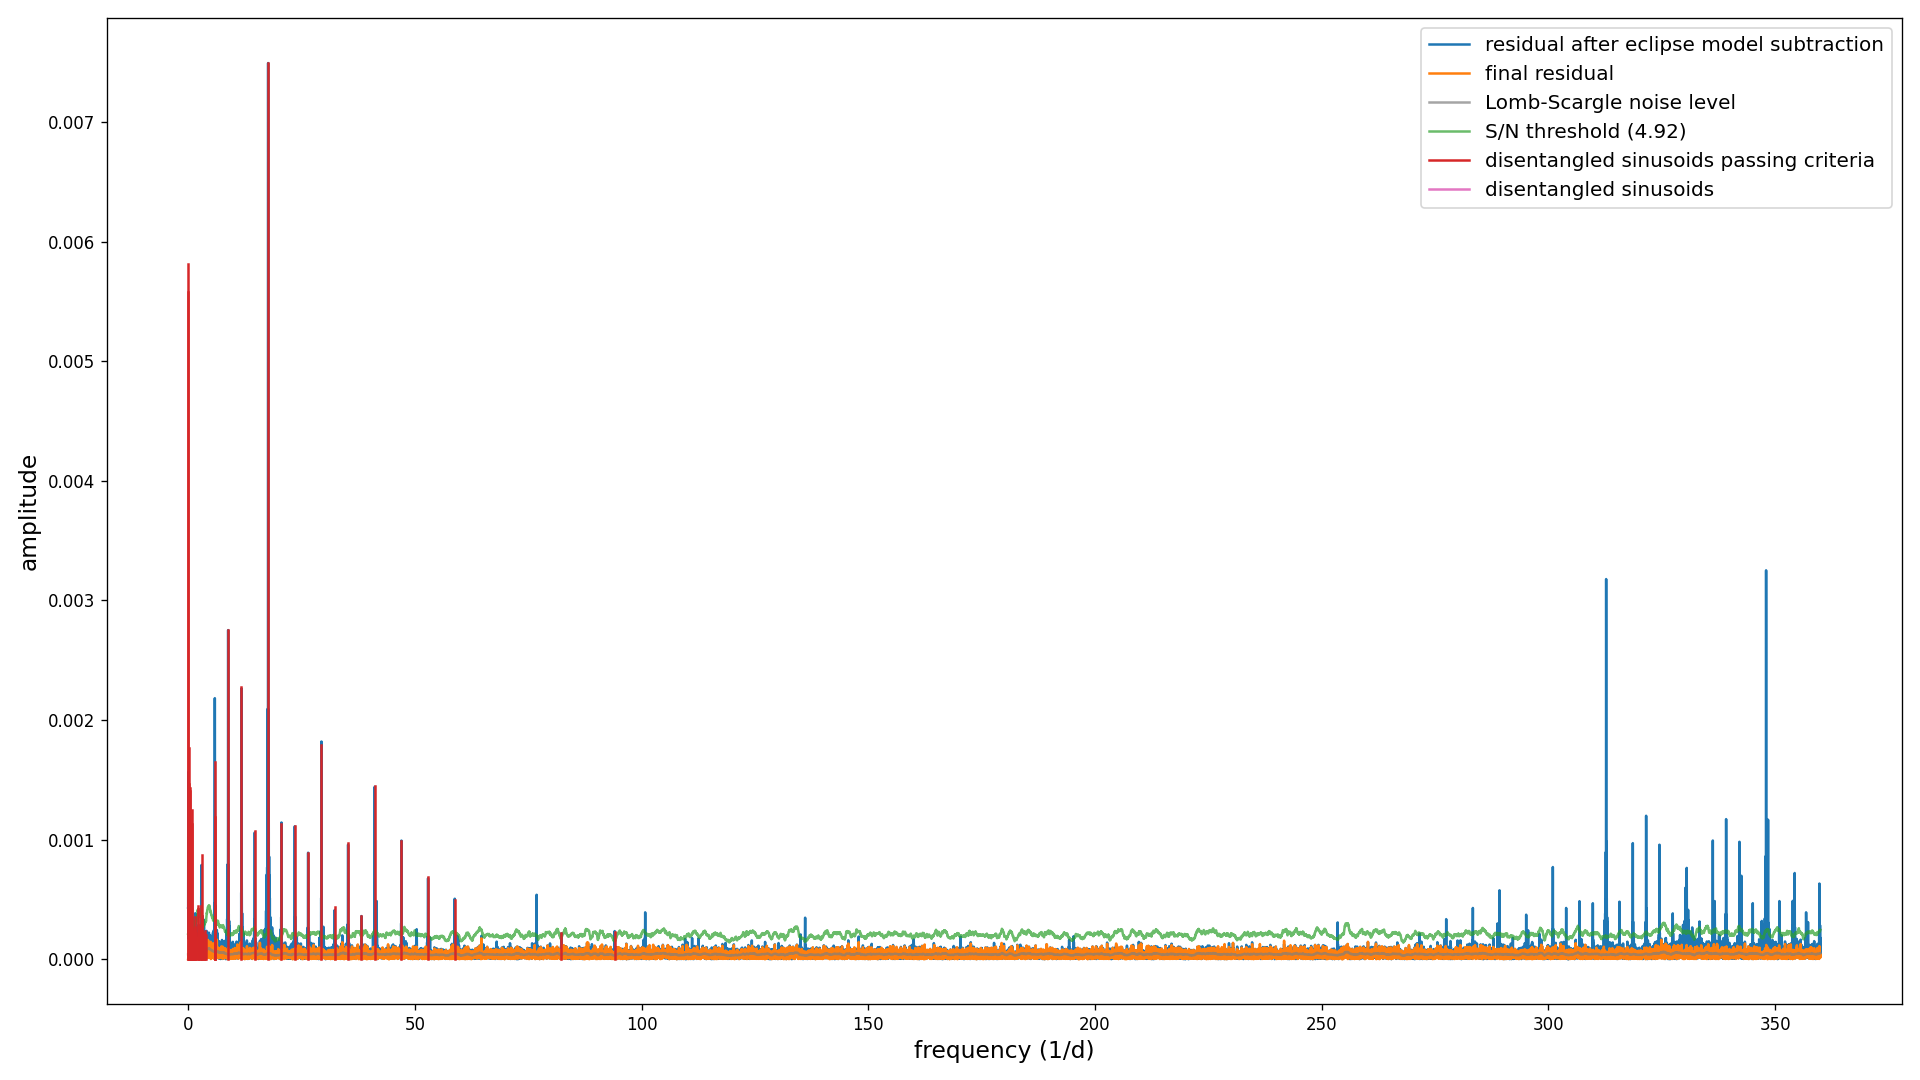 residual after eclipse model subtraction
final residual
Lomb-Scargle noise level
S/N threshold (4.92)
disentangled sinusoids passing criteria
disentangled sinusoids
amplitude
0.007
0.006
0.005
0.004
0.003
0.002
0.001
0.000
0 50 100 150 200 250 300 350
frequency (1/d)